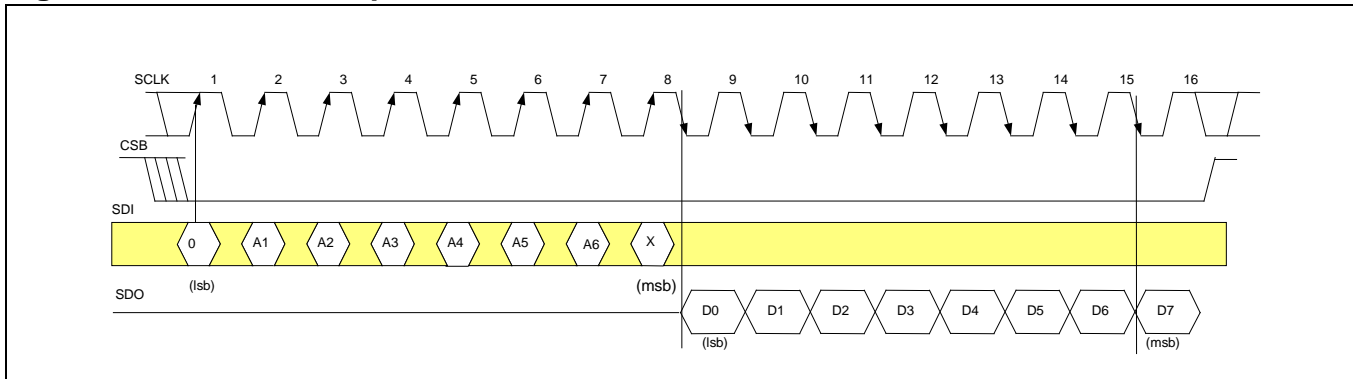 SCLK 1 2 3 4 5 6 7 8 9 10 11 12 13 14 15 16
CSB
SDI
0 A1 A2 A3 A4 A5 A6 X
(lsb) (msb)
SDO
D0 D1 D2 D3 D4 D5 D6 D7
(lsb) (msb)